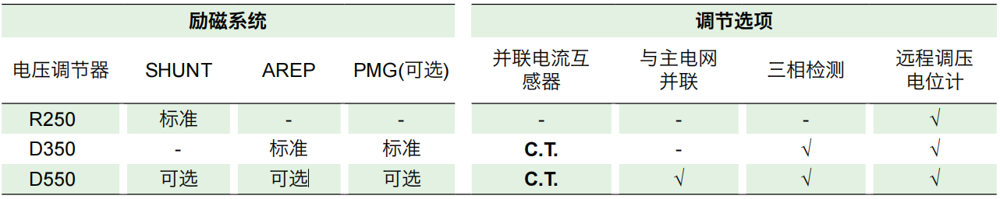 励磁系统 调节选项
电压调节器 SHUNT AREP PMG(可选) 并联电流互感器 与主电网并联 三相检测 远程调压电位计
R250 标准 - - - - - √
D350 - 标准 标准 C.T. - √ √
D550 可选 可选 可选 C.T. √ √ √